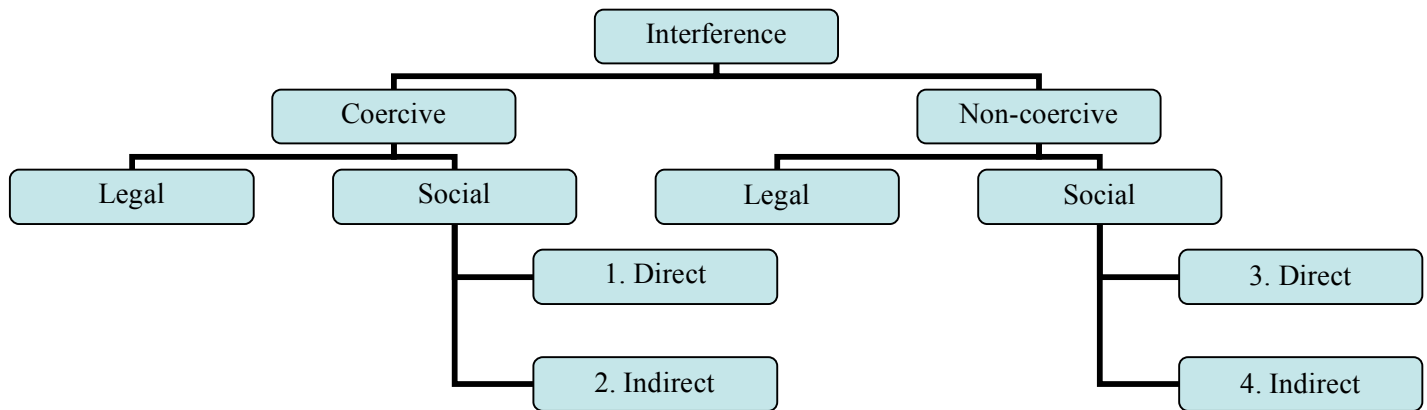 Interference
Coercive
Non-coercive
Legal
Social
Legal
Social
1. Direct
3. Direct
2. Indirect
4. Indirect